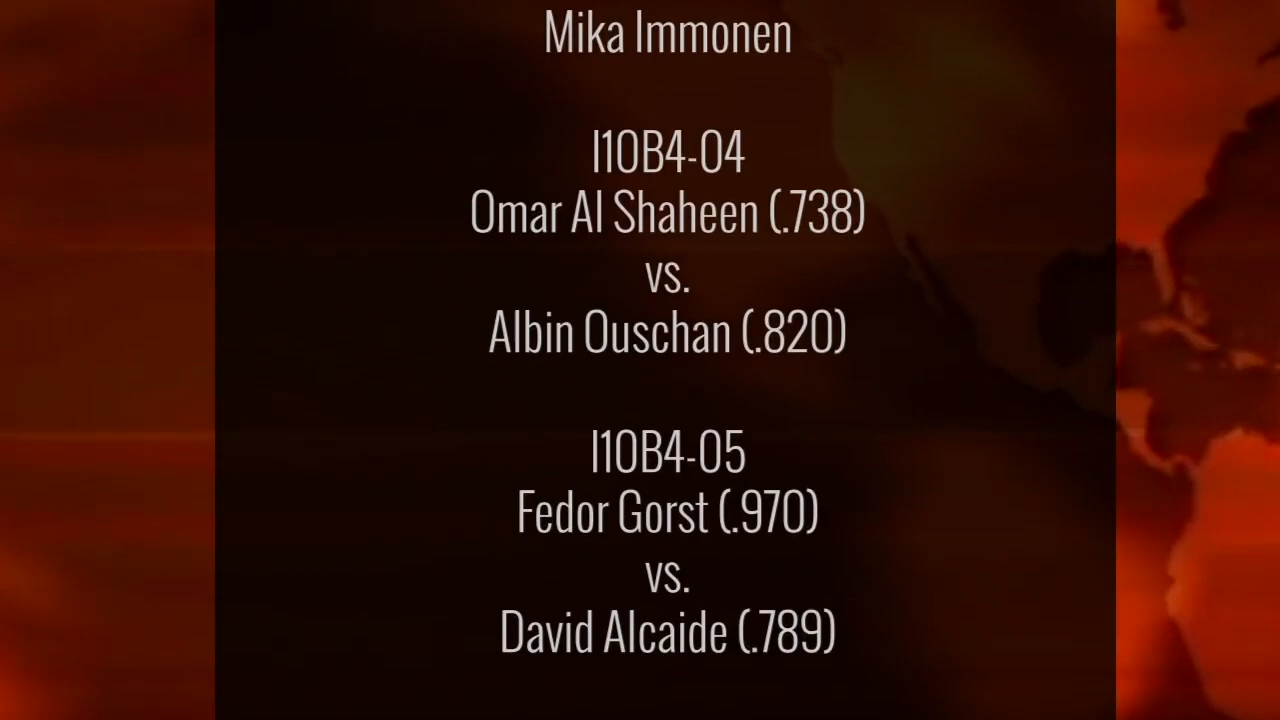 Mika Immonen
I10B4-04
Omar Al Shaheen (.738)
vs.
Albin Ouschan (.820)
I10B4-05
Fedor Gorst (.970)
vs.
David Alcaide (.789)